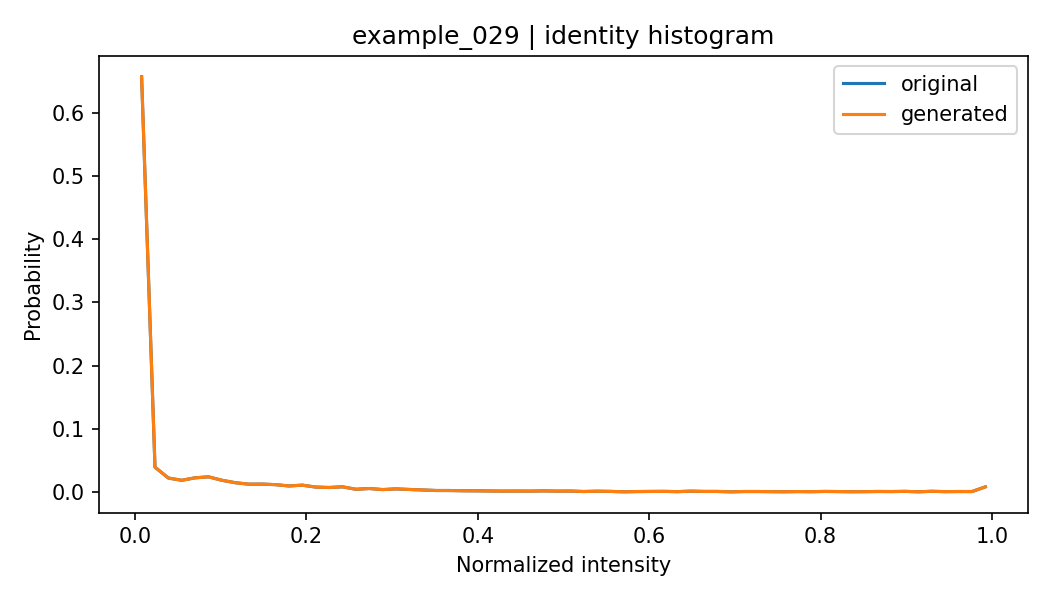 example_029 | identity histogram
original
generated
Probability
0.6
0.5
0.4
0.3
0.2
0.1
0.0
0.0 0.2 0.4 0.6 0.8 1.0
Normalized intensity